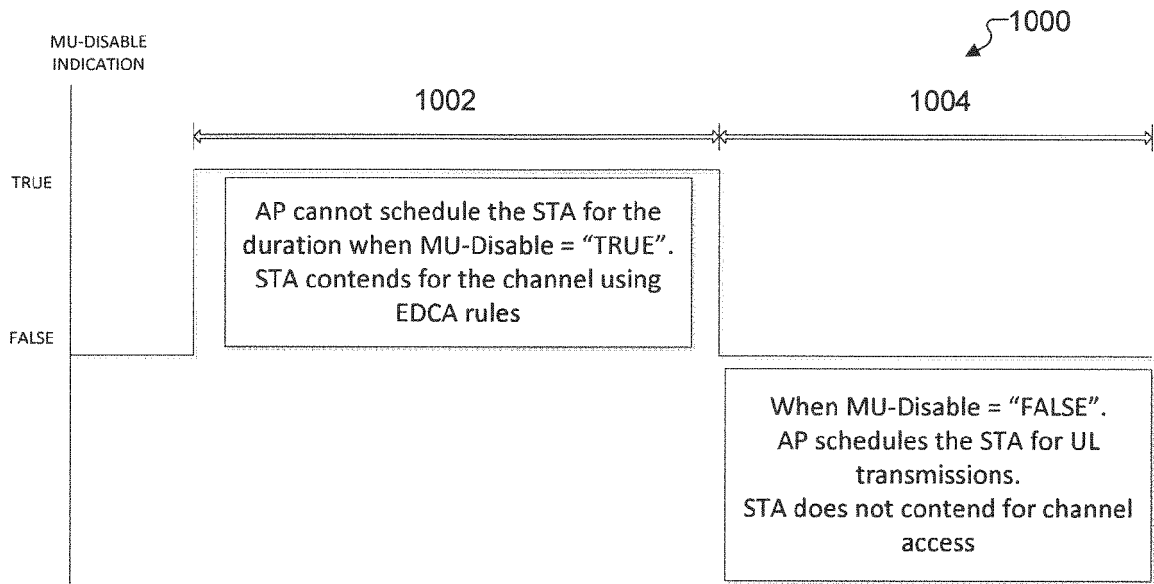 MU-DISABLE
INDICATION
1000
1002
1004
TRUE
AP cannot schedule the STA for the
duration when MU-Disable = “TRUE”.
STA contends for the channel using
EDCA rules
FALSE
When MU-Disable = “FALSE”.
AP schedules the STA for UL
transmissions.
STA does not contend for channel
access